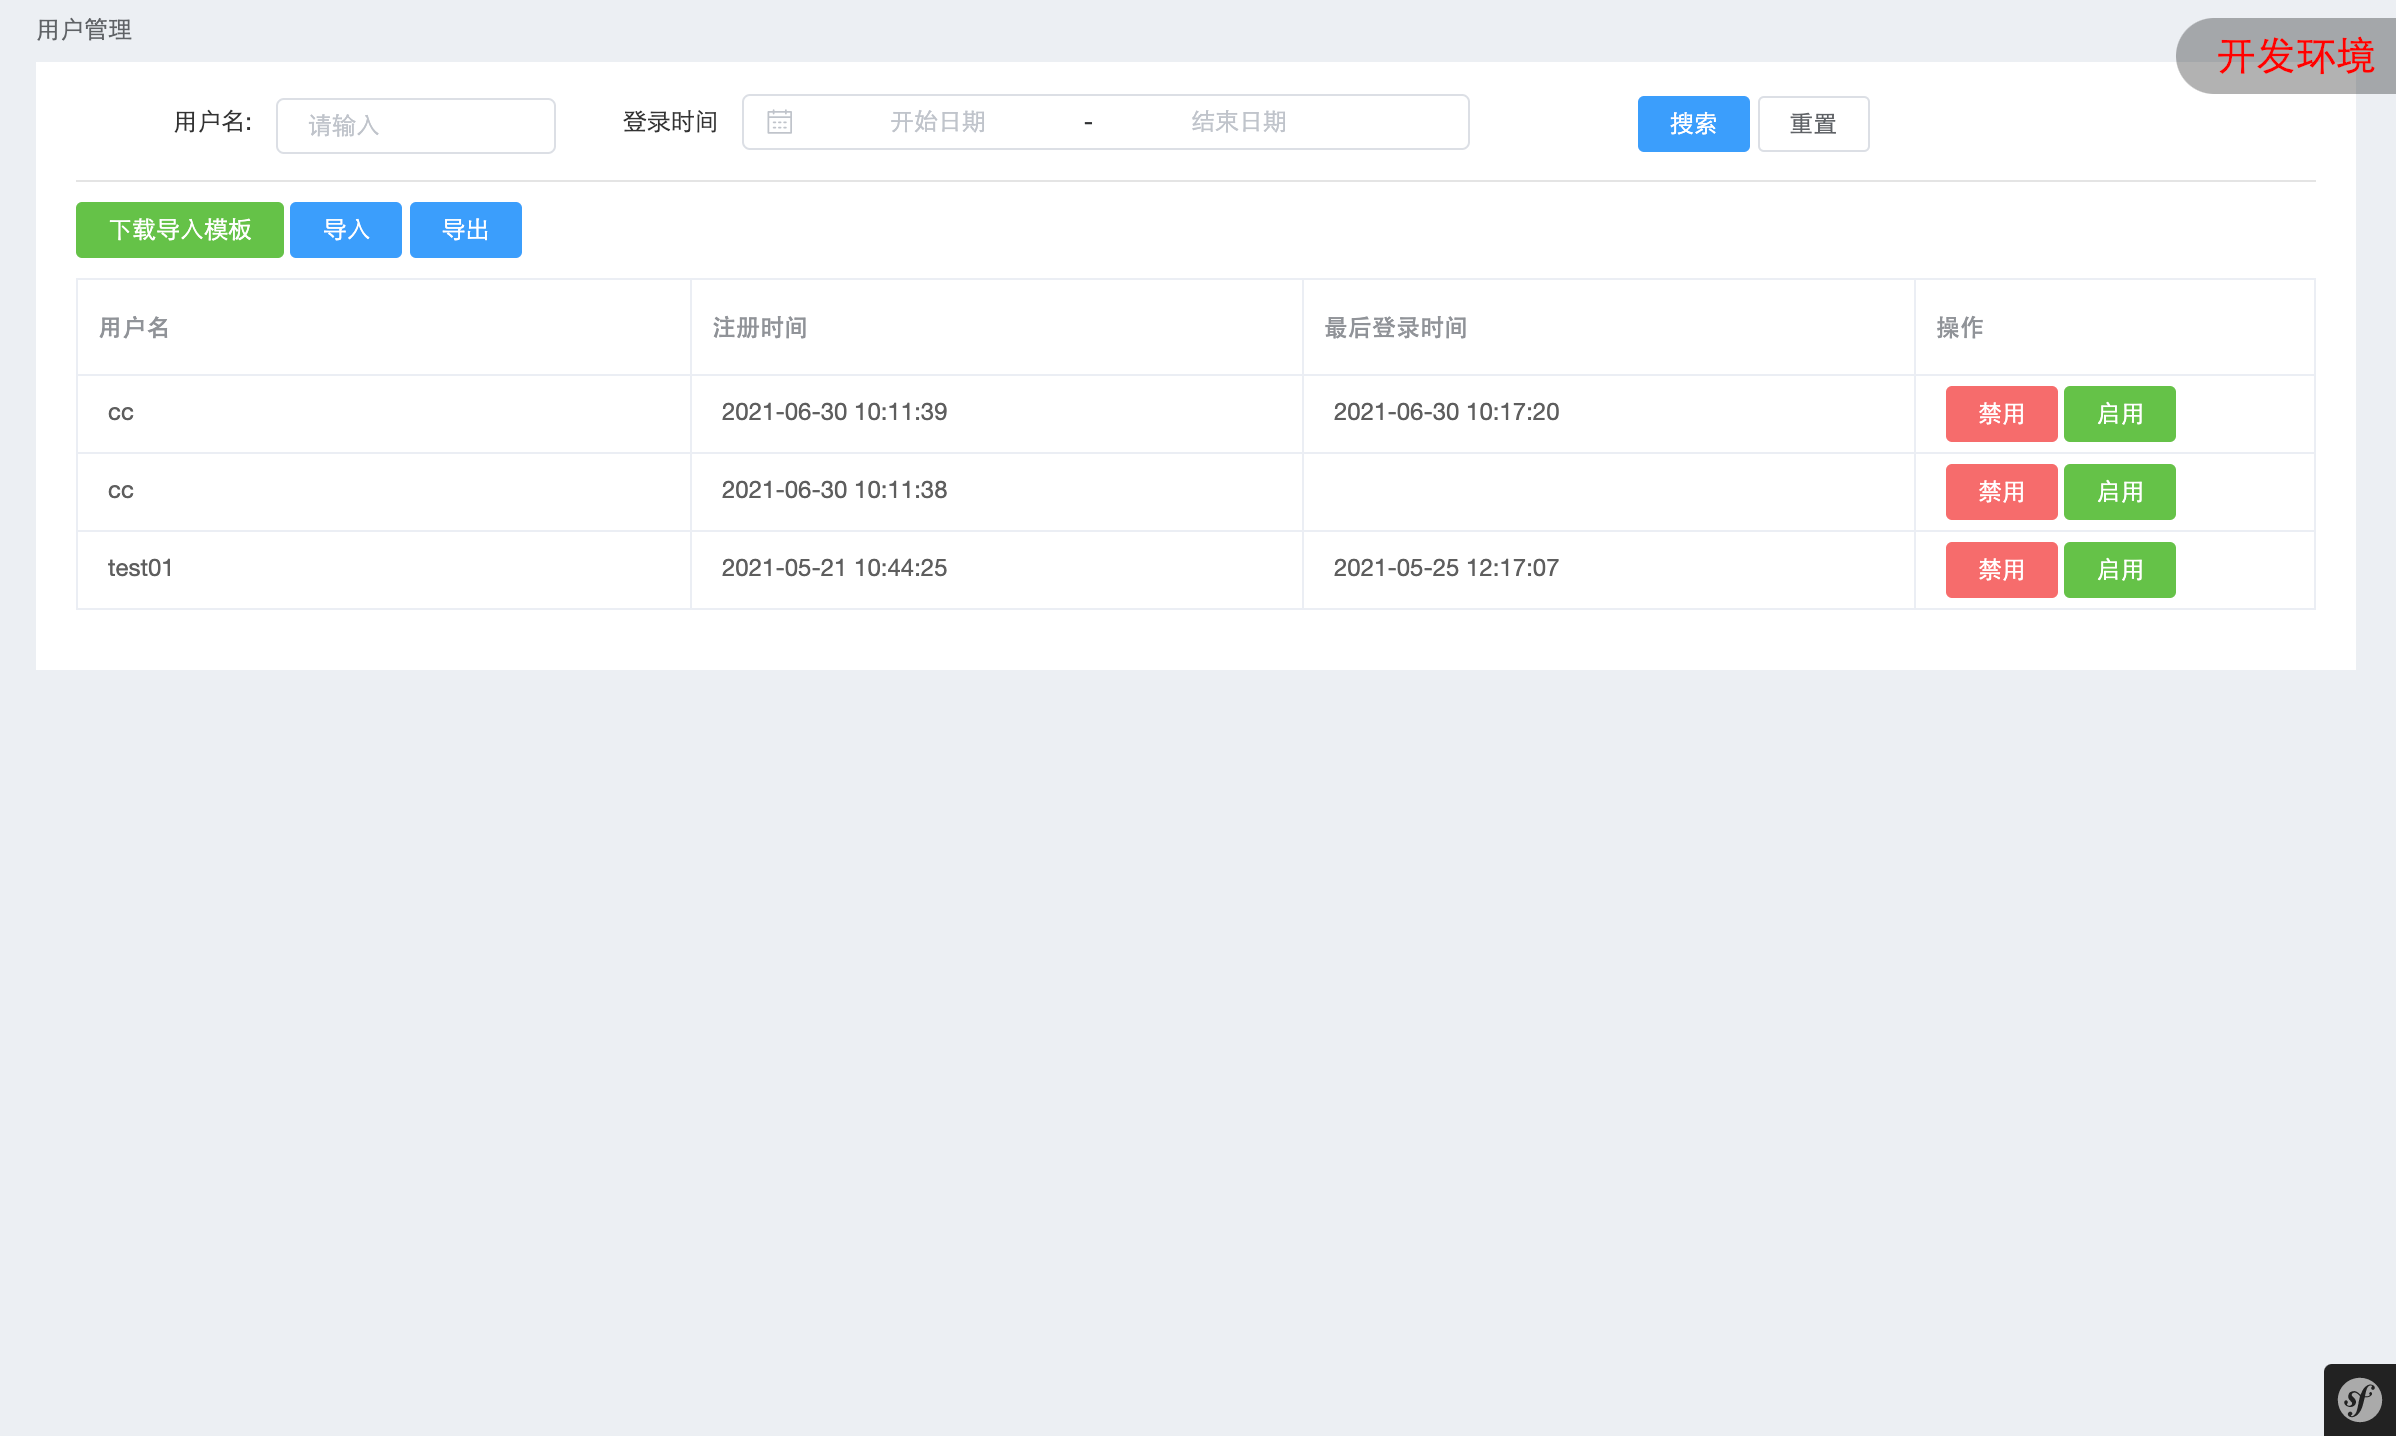 用户管理
开发环境
用户名: 请输入 登录时间 开始日期 - 结束日期 搜索 重置
下载导入模板 导入 导出
用户名 注册时间 最后登录时间 操作
cc 2021-06-30 10:11:39 2021-06-30 10:17:20 禁用 启用
cc 2021-06-30 10:11:38 禁用 启用
test01 2021-05-21 10:44:25 2021-05-25 12:17:07 禁用 启用
sf